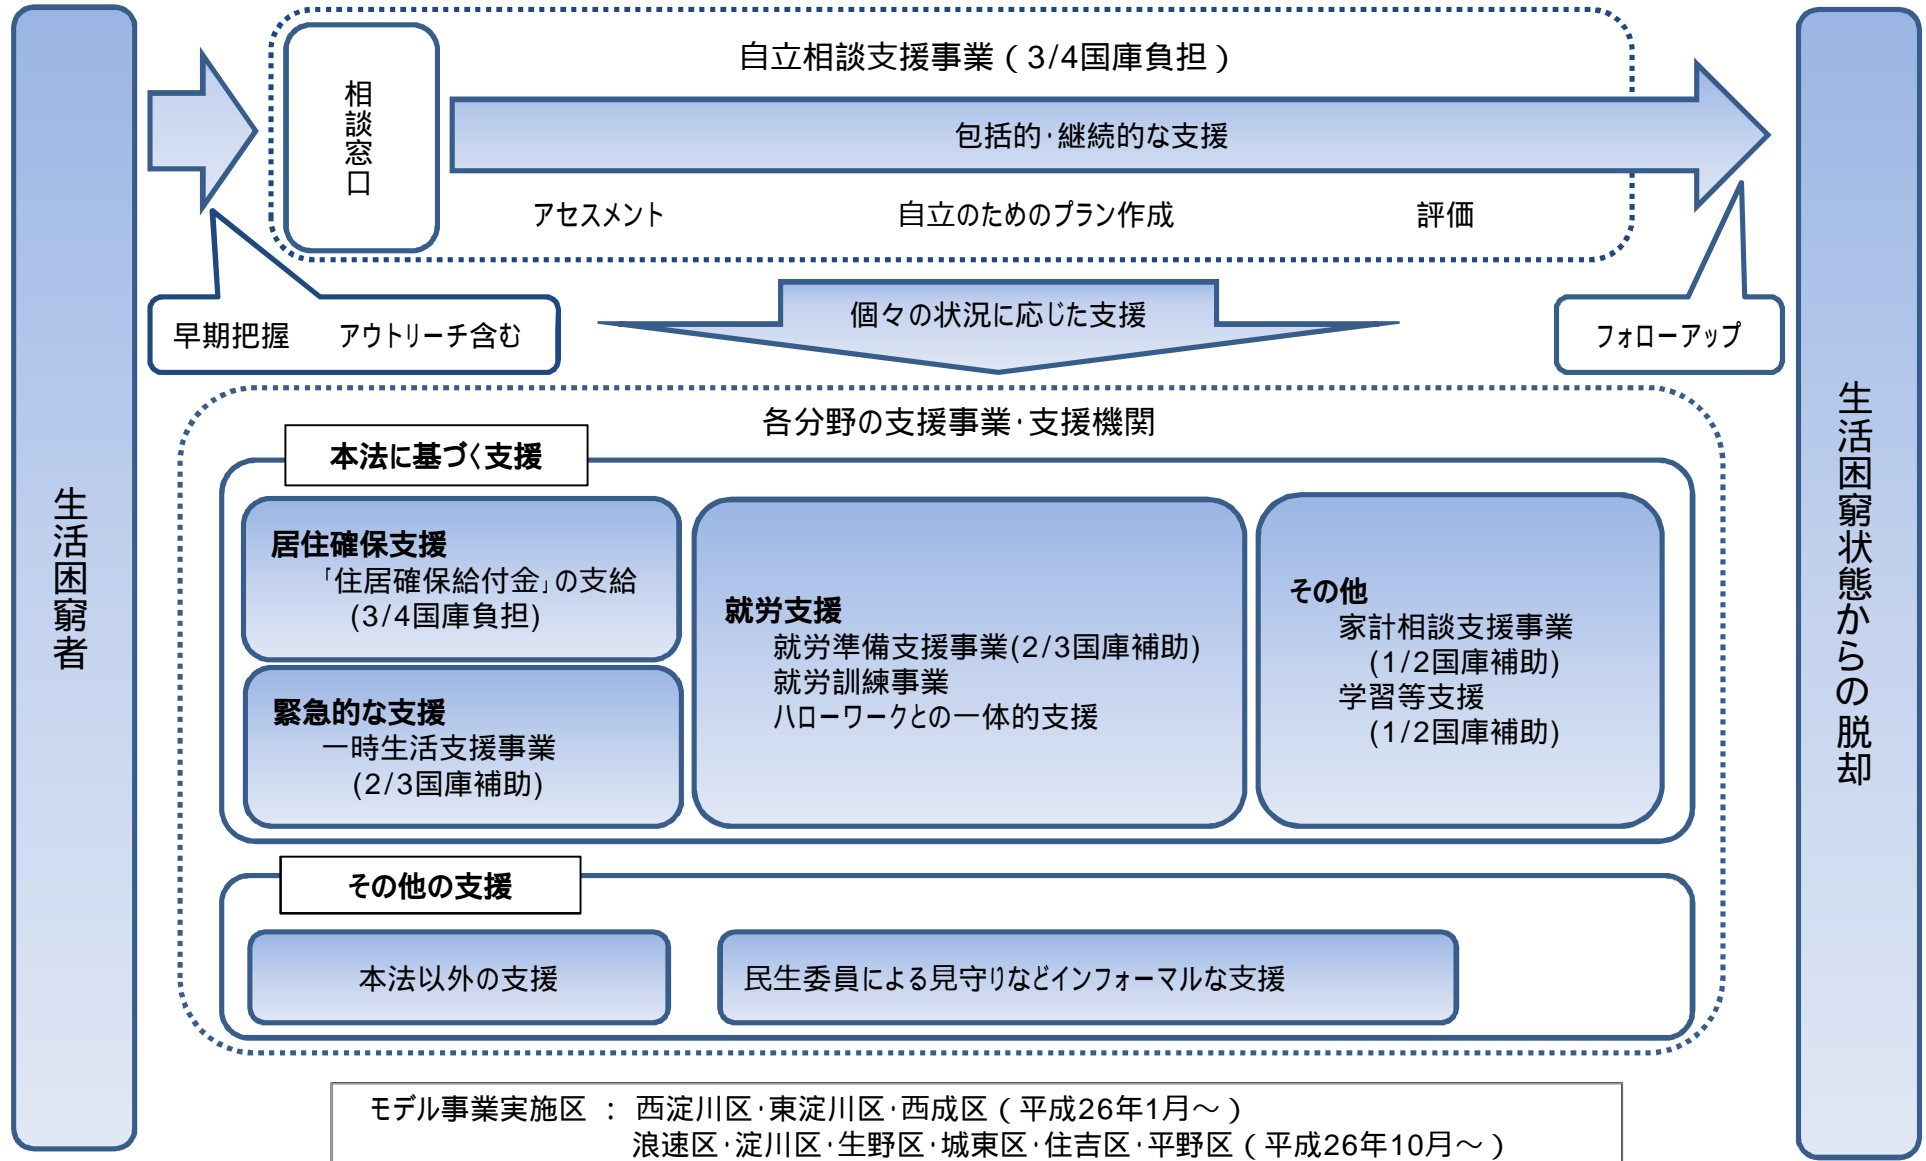 生活困窮者
相談窓口
自立相談支援事業（3/4国庫負担）
包括的･継続的な支援
アセスメント　自立のためのプラン作成　評価
早期把握　アウトリーチ含む
個々の状況に応じた支援
フォローアップ
生活困窮状態からの脱却
各分野の支援事業･支援機関
本法に基づく支援
居住確保支援
「住居確保給付金」の支給
(3/4国庫負担)
緊急的な支援
一時生活支援事業
(2/3国庫補助)
就労支援
就労準備支援事業(2/3国庫補助)
就労訓練事業
ハローワークとの一体的支援
その他
家計相談支援事業
(1/2国庫補助)
学習等支援
(1/2国庫補助)
その他の支援
本法以外の支援
民生委員による見守りなどインフォーマルな支援
モデル事業実施区 ： 西淀川区･東淀川区･西成区（平成26年1月～）
浪速区･淀川区･生野区･城東区･住吉区･平野区（平成26年10月～）